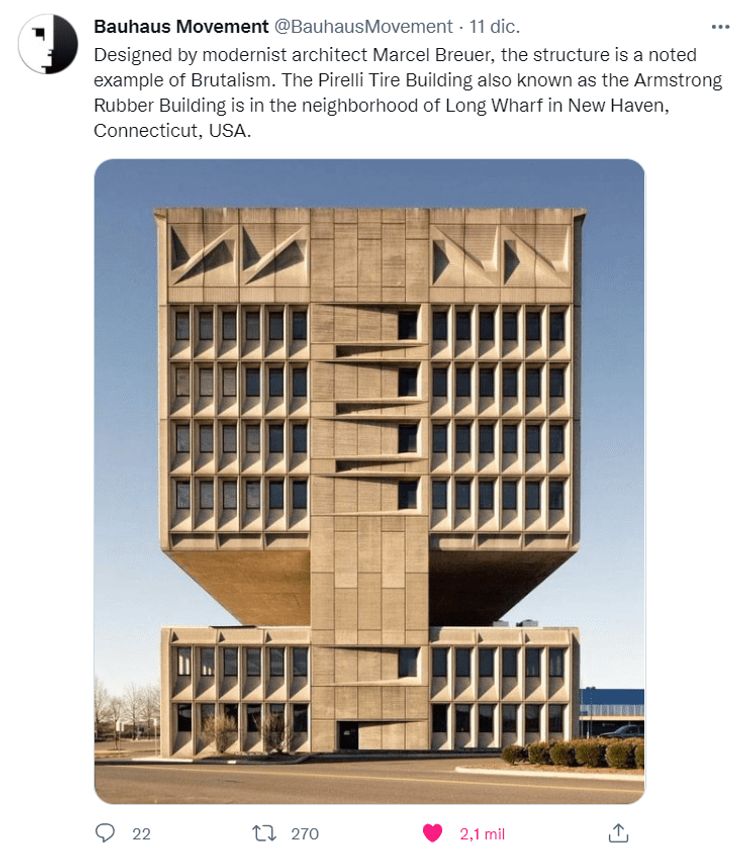 Bauhaus Movement @BauhausMovement · 11 dic.
Designed by modernist architect Marcel Breuer, the structure is a noted
example of Brutalism. The Pirelli Tire Building also known as the Armstrong
Rubber Building is in the neighborhood of Long Wharf in New Haven,
Connecticut, USA.
22 270 2,1 mil